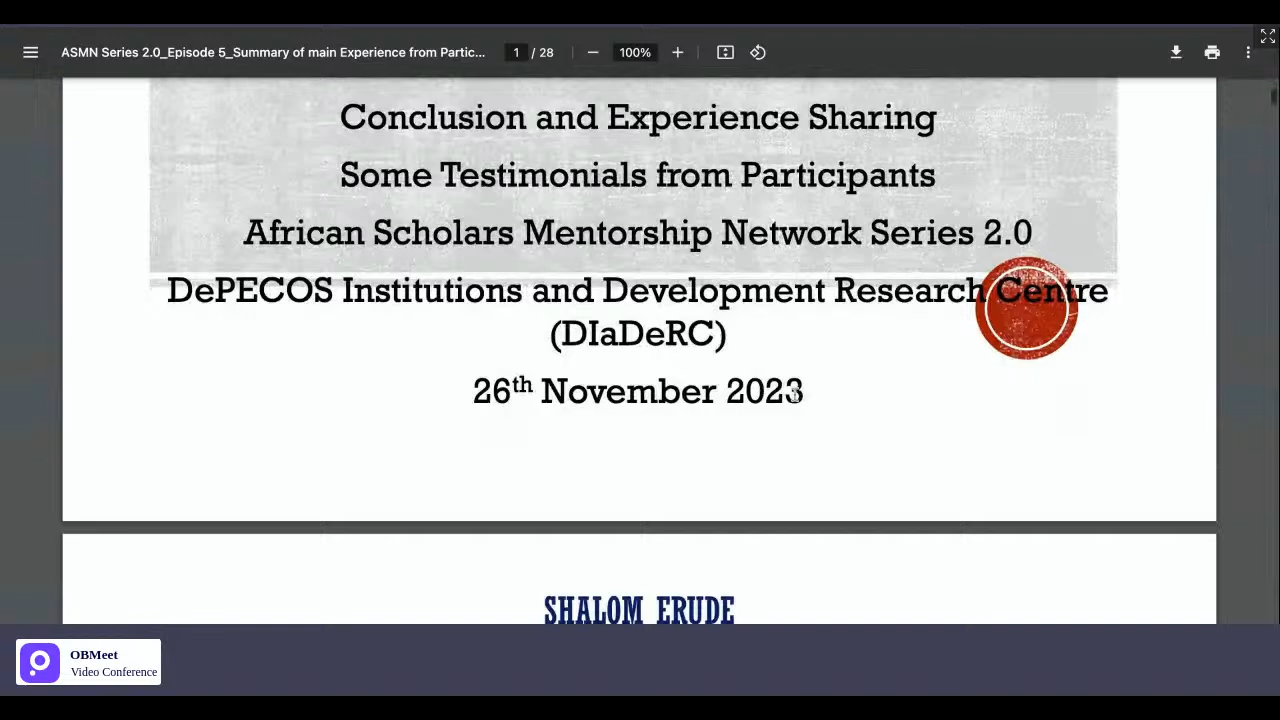 ASMN Series 2.0_Episode 5_Summary of main Experience from Partic...
1 / 28
100%
Conclusion and Experience Sharing
Some Testimonials from Participants
African Scholars Mentorship Network Series 2.0
DePECOS Institutions and Development Research Centre
(DIaDeRC)
26th November 2023
SHALOM ERUDE
OBMeet
Video Conference